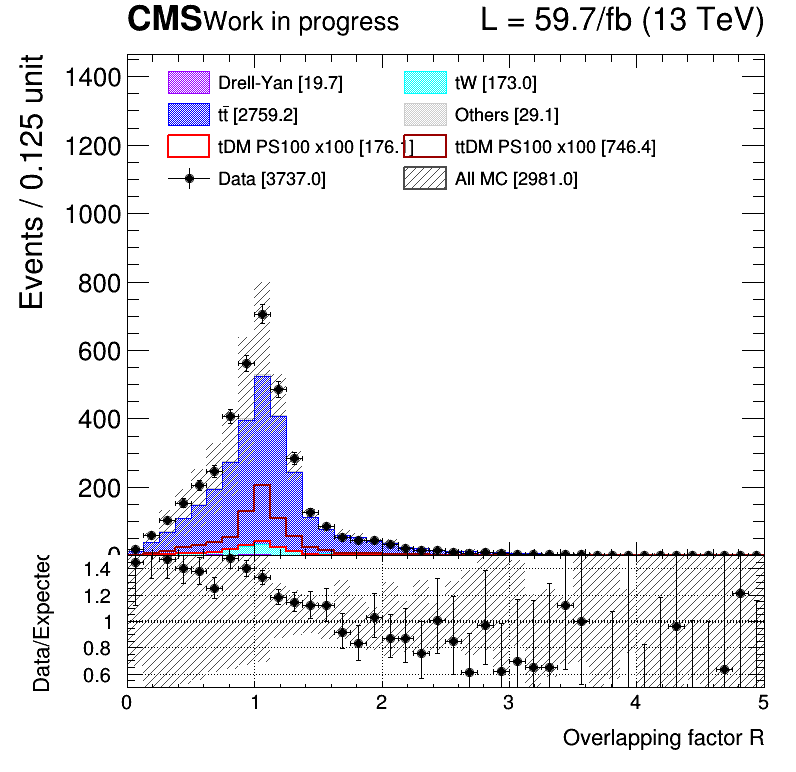 CMS Work in progress L = 59.7/fb (13 TeV)
Events / 0.125 unit
1400
1200
1000
800
600
400
200
0
Drell-Yan [19.7]
tW [173.0]
tt̄ [2759.2]
Others [29.1]
tDM PS100 x100 [176.1]
ttDM PS100 x100 [746.4]
Data [3737.0]
All MC [2981.0]
Data/Expected
1.4
1.2
1
0.8
0.6
0 1 2 3 4 5
Overlapping factor R